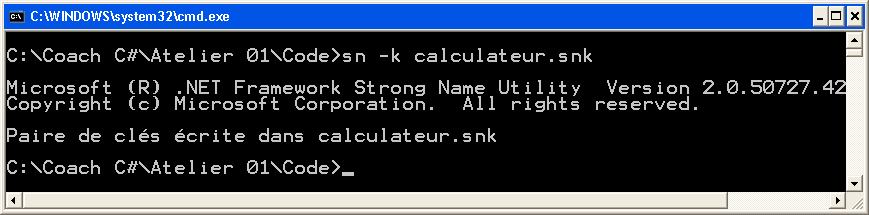 C:\WINDOWS\system32\cmd.exe
C:\Coach C#\Atelier 01\Code>sn -k calculateur.snk
Microsoft (R) .NET Framework Strong Name Utility  Version 2.0.50727.42
Copyright (c) Microsoft Corporation.  All rights reserved.
Paire de clés écrite dans calculateur.snk
C:\Coach C#\Atelier 01\Code>_